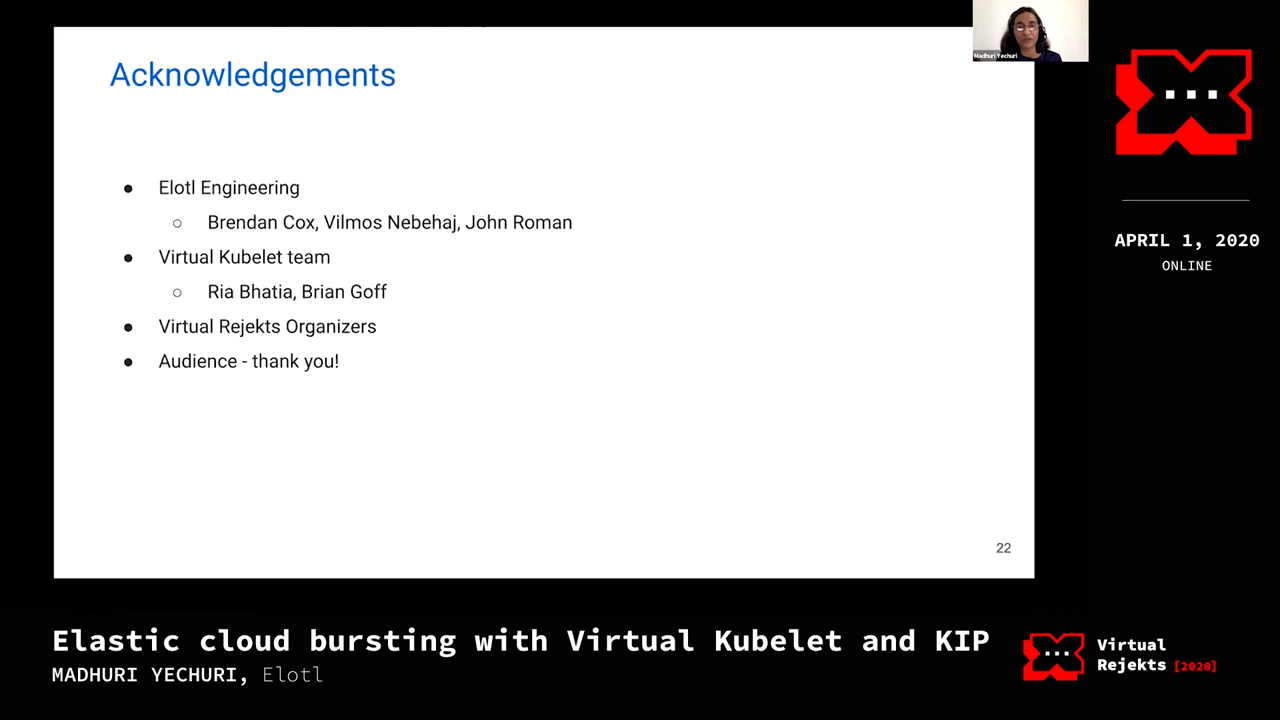 Acknowledgements
Madhuri Yechuri
● Elotl Engineering
○ Brendan Cox, Vilmos Nebehaj, John Roman
● Virtual Kubelet team
○ Ria Bhatia, Brian Goff
● Virtual Rejekts Organizers
● Audience - thank you!
22
APRIL 1, 2020
ONLINE
Elastic cloud bursting with Virtual Kubelet and KIP
MADHURI YECHURI, Elotl
Virtual
Rejekts [2020]